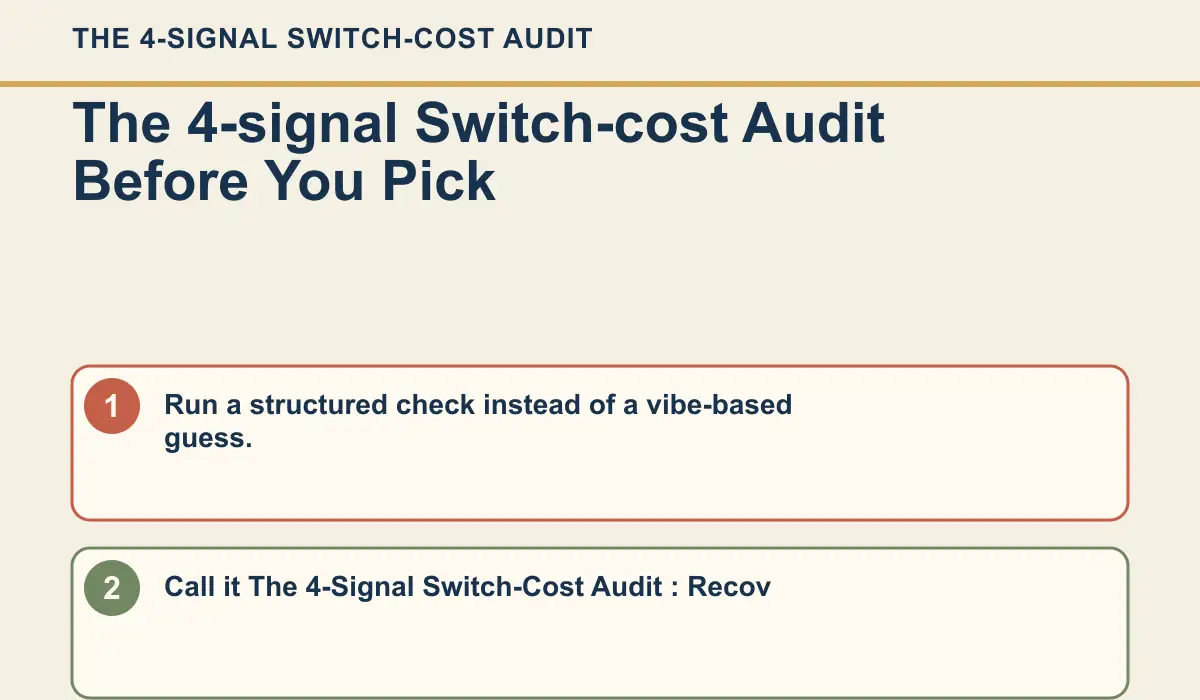 THE 4-SIGNAL SWITCH-COST AUDIT
The 4-signal Switch-cost Audit
Before You Pick
1
Run a structured check instead of a vibe-based
guess.
2
Call it The 4-Signal Switch-Cost Audit : Recov